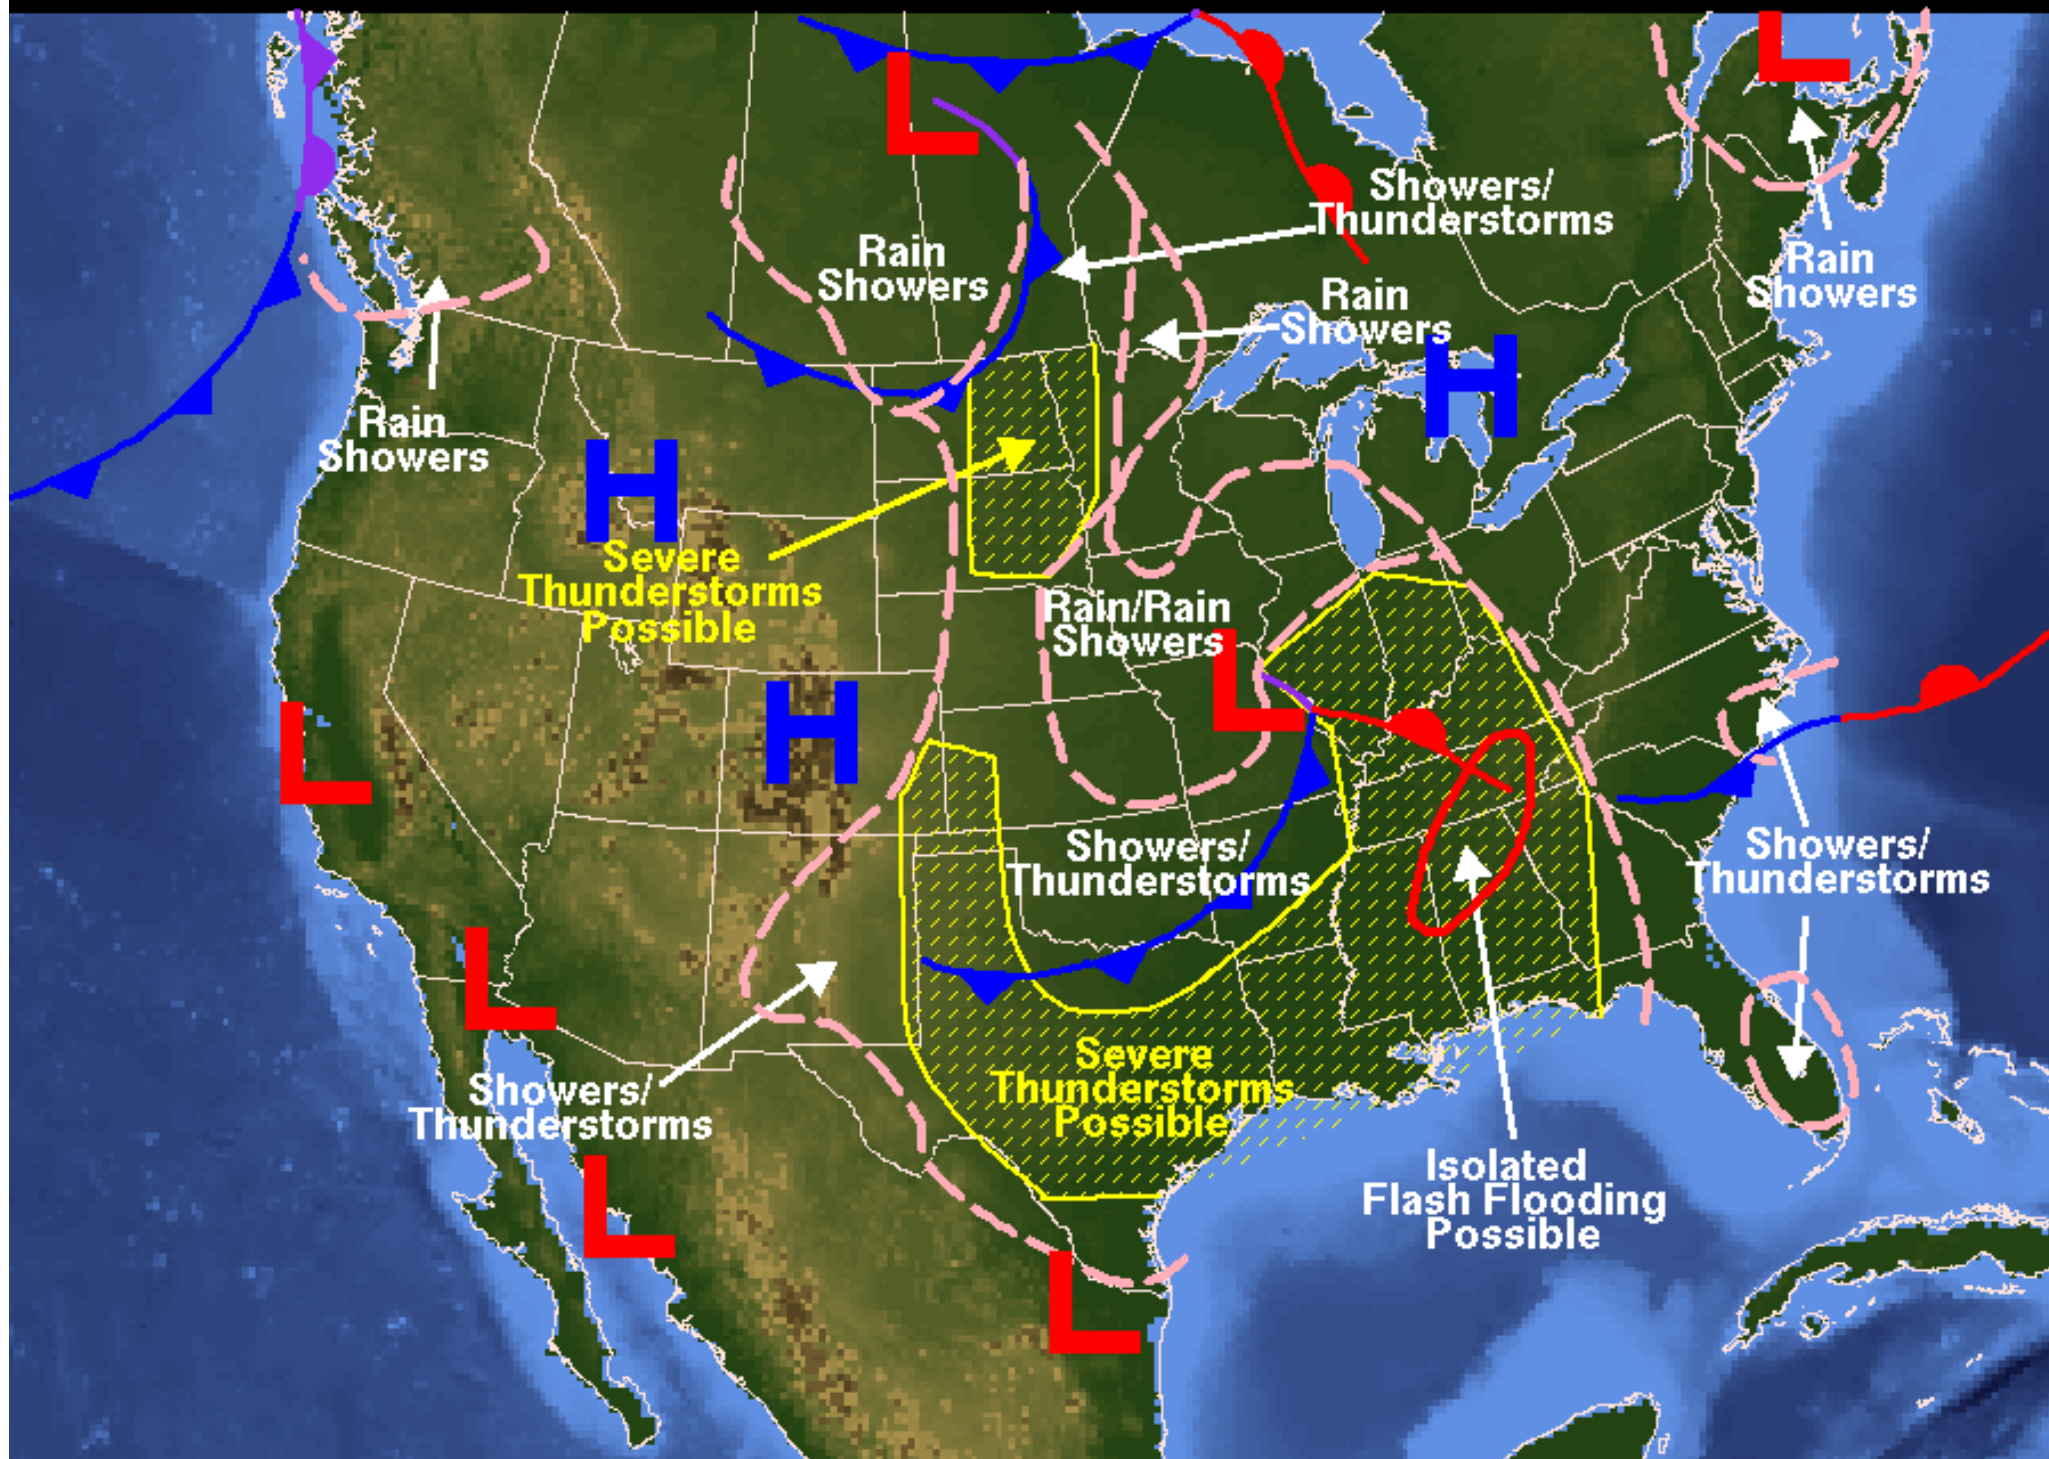 L
L
Showers/
Thunderstorms
Rain
Showers
Rain
Showers
Rain
Showers
H
Rain
Showers
H
Severe
Thunderstorms
Possible
Rain/Rain
Showers
L
H
L
Showers/
Thunderstorms
Showers/
Thunderstorms
L
Severe
Thunderstorms
Possible
Showers/
Thunderstorms
L
Isolated
Flash Flooding
Possible
L